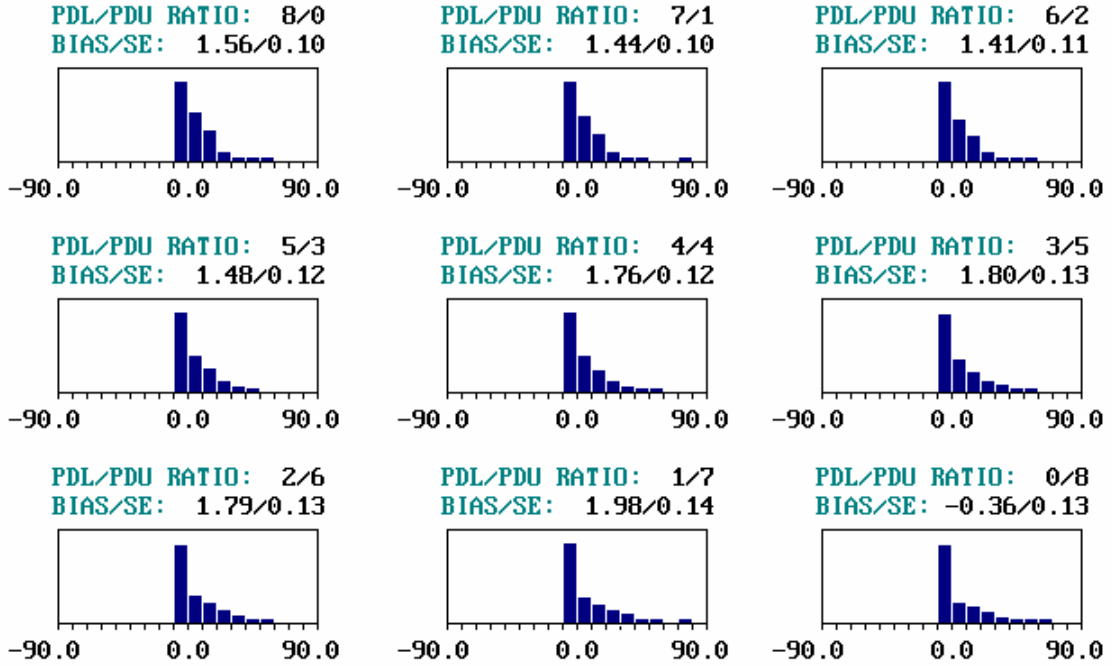 PDL/PDU RATIO: 8/0
BIAS/SE: 1.56/0.10
-90.0 0.0 90.0
PDL/PDU RATIO: 7/1
BIAS/SE: 1.44/0.10
-90.0 0.0 90.0
PDL/PDU RATIO: 6/2
BIAS/SE: 1.41/0.11
-90.0 0.0 90.0
PDL/PDU RATIO: 5/3
BIAS/SE: 1.48/0.12
-90.0 0.0 90.0
PDL/PDU RATIO: 4/4
BIAS/SE: 1.76/0.12
-90.0 0.0 90.0
PDL/PDU RATIO: 3/5
BIAS/SE: 1.80/0.13
-90.0 0.0 90.0
PDL/PDU RATIO: 2/6
BIAS/SE: 1.79/0.13
-90.0 0.0 90.0
PDL/PDU RATIO: 1/7
BIAS/SE: 1.98/0.14
-90.0 0.0 90.0
PDL/PDU RATIO: 0/8
BIAS/SE: -0.36/0.13
-90.0 0.0 90.0